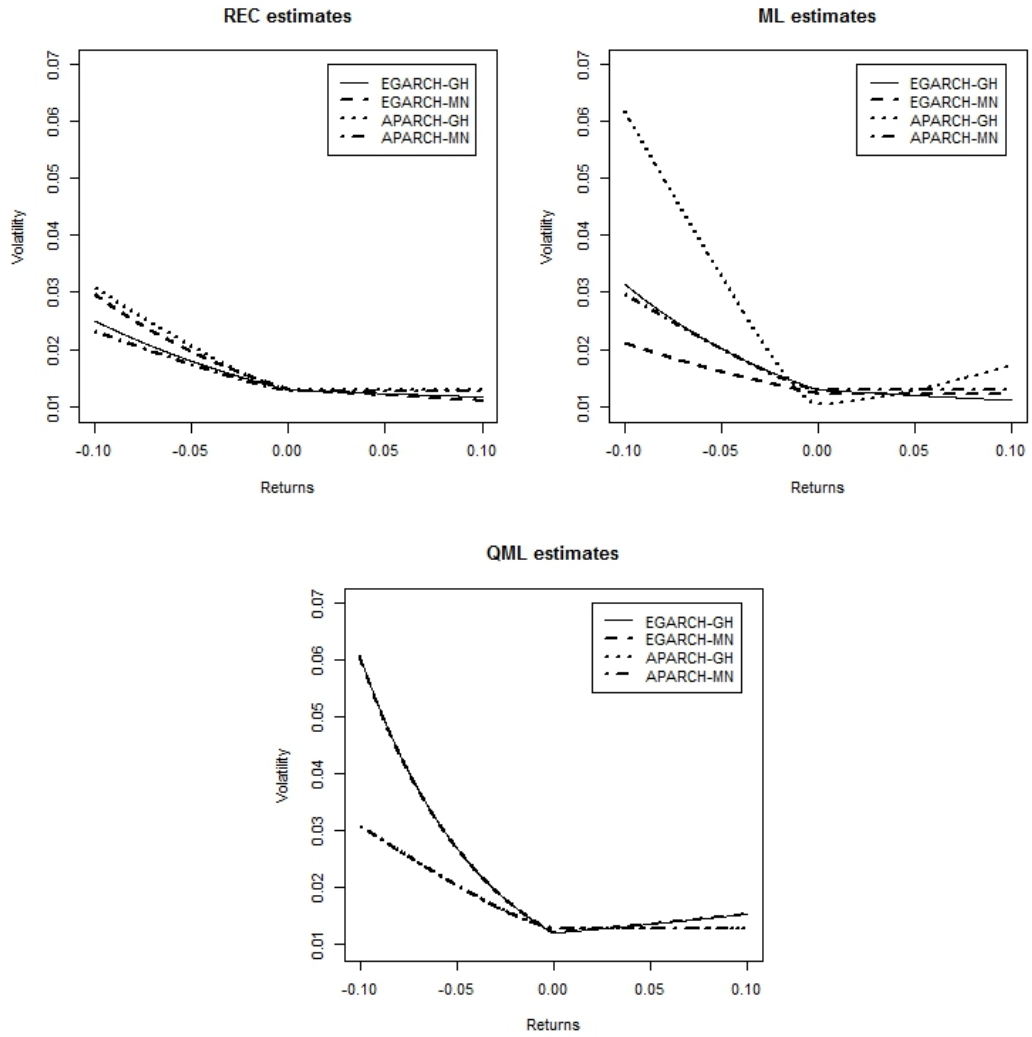 REC estimates
0.07
0.06
0.05
0.04
0.03
0.02
0.01
Volatility
EGARCH-GH
EGARCH-MN
APARCH-GH
APARCH-MN
-0.10 -0.05 0.00 0.05 0.10
Returns
ML estimates
0.07
0.06
0.05
0.04
0.03
0.02
0.01
Volatility
EGARCH-GH
EGARCH-MN
APARCH-GH
APARCH-MN
-0.10 -0.05 0.00 0.05 0.10
Returns
QML estimates
0.07
0.06
0.05
0.04
0.03
0.02
0.01
Volatility
EGARCH-GH
EGARCH-MN
APARCH-GH
APARCH-MN
-0.10 -0.05 0.00 0.05 0.10
Returns